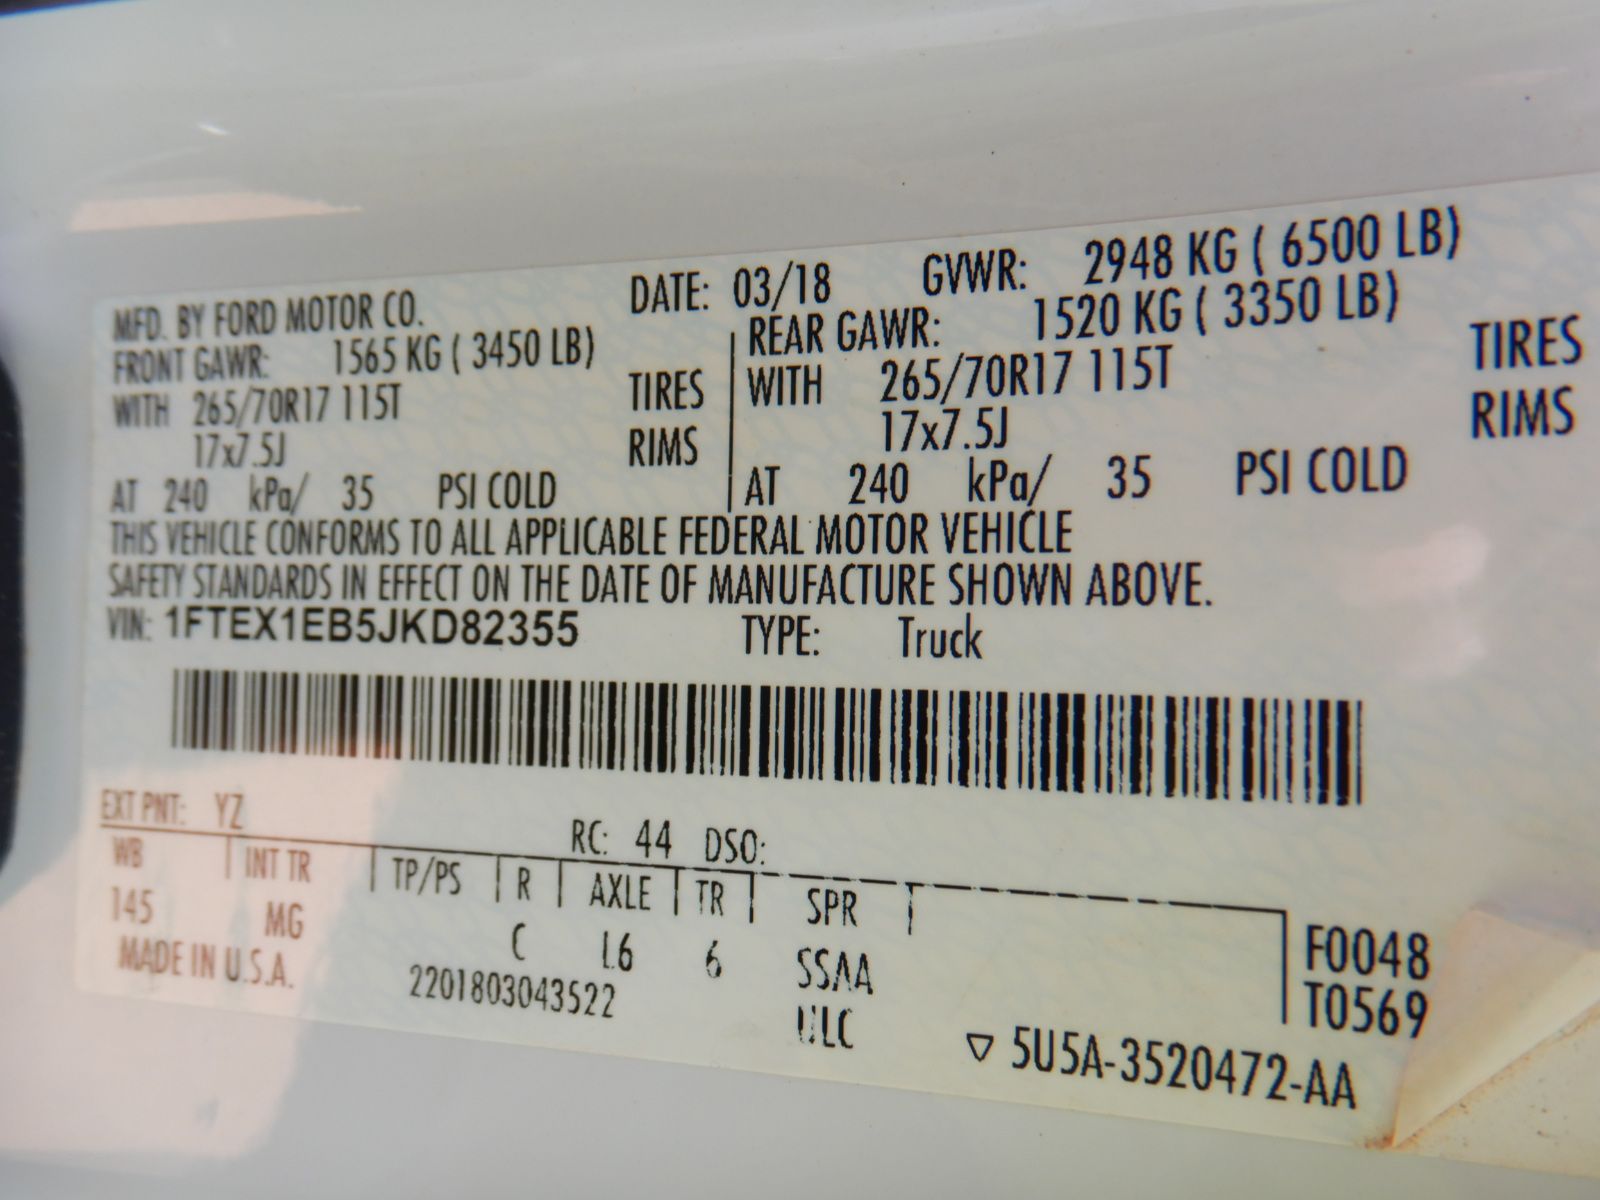 MFD. BY FORD MOTOR CO. DATE: 03/18 GVWR: 2948 KG ( 6500 LB)
FRONT GAWR: 1565 KG ( 3450 LB) REAR GAWR: 1520 KG ( 3350 LB)
WITH 265/70R17 115T TIRES WITH 265/70R17 115T TIRES
17x7.5J RIMS 17x7.5J RIMS
AT 240 kPa/ 35 PSI COLD AT 240 kPa/ 35 PSI COLD
THIS VEHICLE CONFORMS TO ALL APPLICABLE FEDERAL MOTOR VEHICLE
SAFETY STANDARDS IN EFFECT ON THE DATE OF MANUFACTURE SHOWN ABOVE.
VIN: 1FTEX1EB5JKD82355 TYPE: Truck
EXT PNT: YZ RC: 44 DSO:
WB INT TR TP/PS R AXLE TR SPR
145 MG C L6 6 SSAA F0048
MADE IN U.S.A. 2201803043522 ULC T0569
5U5A-3520472-AA